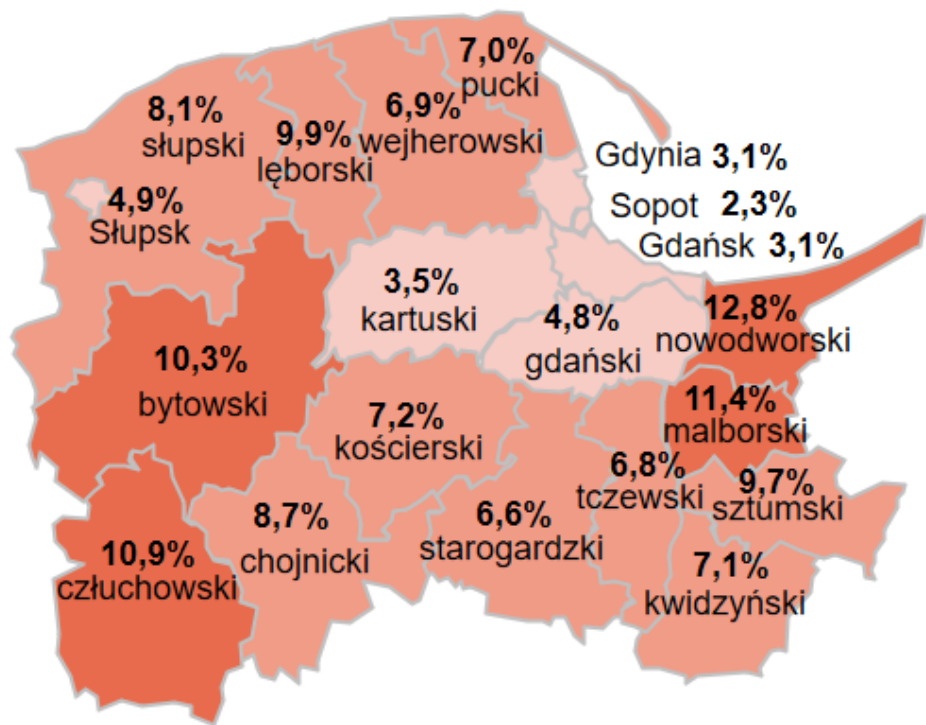 7,0%
pucki
8,1%
słupski
9,9%
lęborski
6,9%
wejherowski
Gdynia 3,1%
Sopot 2,3%
Gdańsk 3,1%
4,9%
Słupsk
3,5%
kartuski
4,8%
gdański
12,8%
nowodworski
10,3%
bytowski
7,2%
kościerski
11,4%
malborski
6,8%
tczewski
9,7%
sztumski
10,9%
człuchowski
8,7%
chojnicki
6,6%
starogardzki
7,1%
kwidzyński